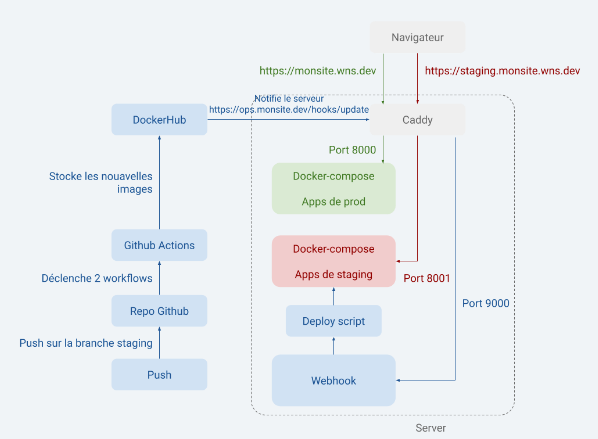 Navigateur
https://monsite.wns.dev
https://staging.monsite.wns.dev
Notifie le serveur
https://ops.monsite.dev/hooks/update
DockerHub
Caddy
Port 8000
Stocke les nouavelles
images
Docker-compose
Apps de prod
Github Actions
Docker-compose
Apps de staging
Déclenche 2 workflows
Port 8001
Repo Github
Deploy script
Port 9000
Push sur la branche staging
Push
Webhook
Server